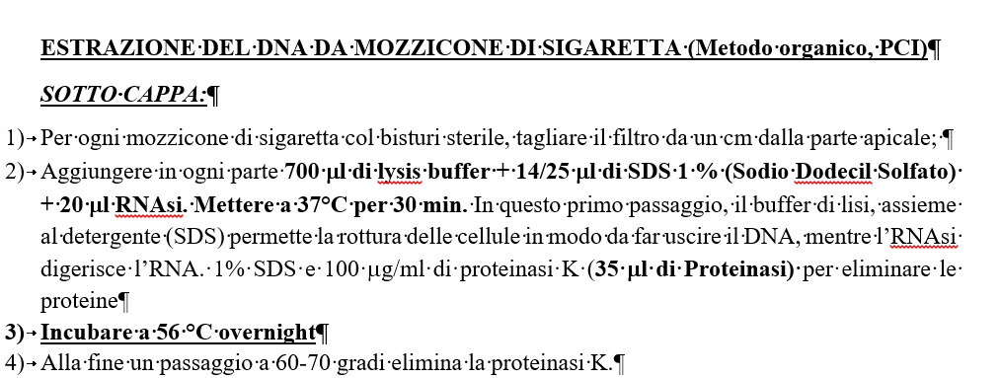 ESTRAZIONE DEL DNA DA MOZZICONE DI SIGARETTA (Metodo organico, PCI)¶
SOTTO CAPPA:¶
1)→Per ogni mozzicone di sigaretta col bisturi sterile, tagliare il filtro da un cm dalla parte apicale; ¶
2)→Aggiungere in ogni parte 700 µl di lysis buffer + 14/25 µl di SDS 1 % (Sodio Dodecil Solfato)
+ 20 µl RNAsi. Mettere a 37°C per 30 min. In questo primo passaggio, il buffer di lisi, assieme
al detergente (SDS) permette la rottura delle cellule in modo da far uscire il DNA, mentre l’RNAsi
digerisce l’RNA. 1% SDS e 100 µg/ml di proteinasi K (35 µl di Proteinasi) per eliminare le
proteine¶
3)→Incubare a 56 °C overnight¶
4)→Alla fine un passaggio a 60-70 gradi elimina la proteinasi K.¶